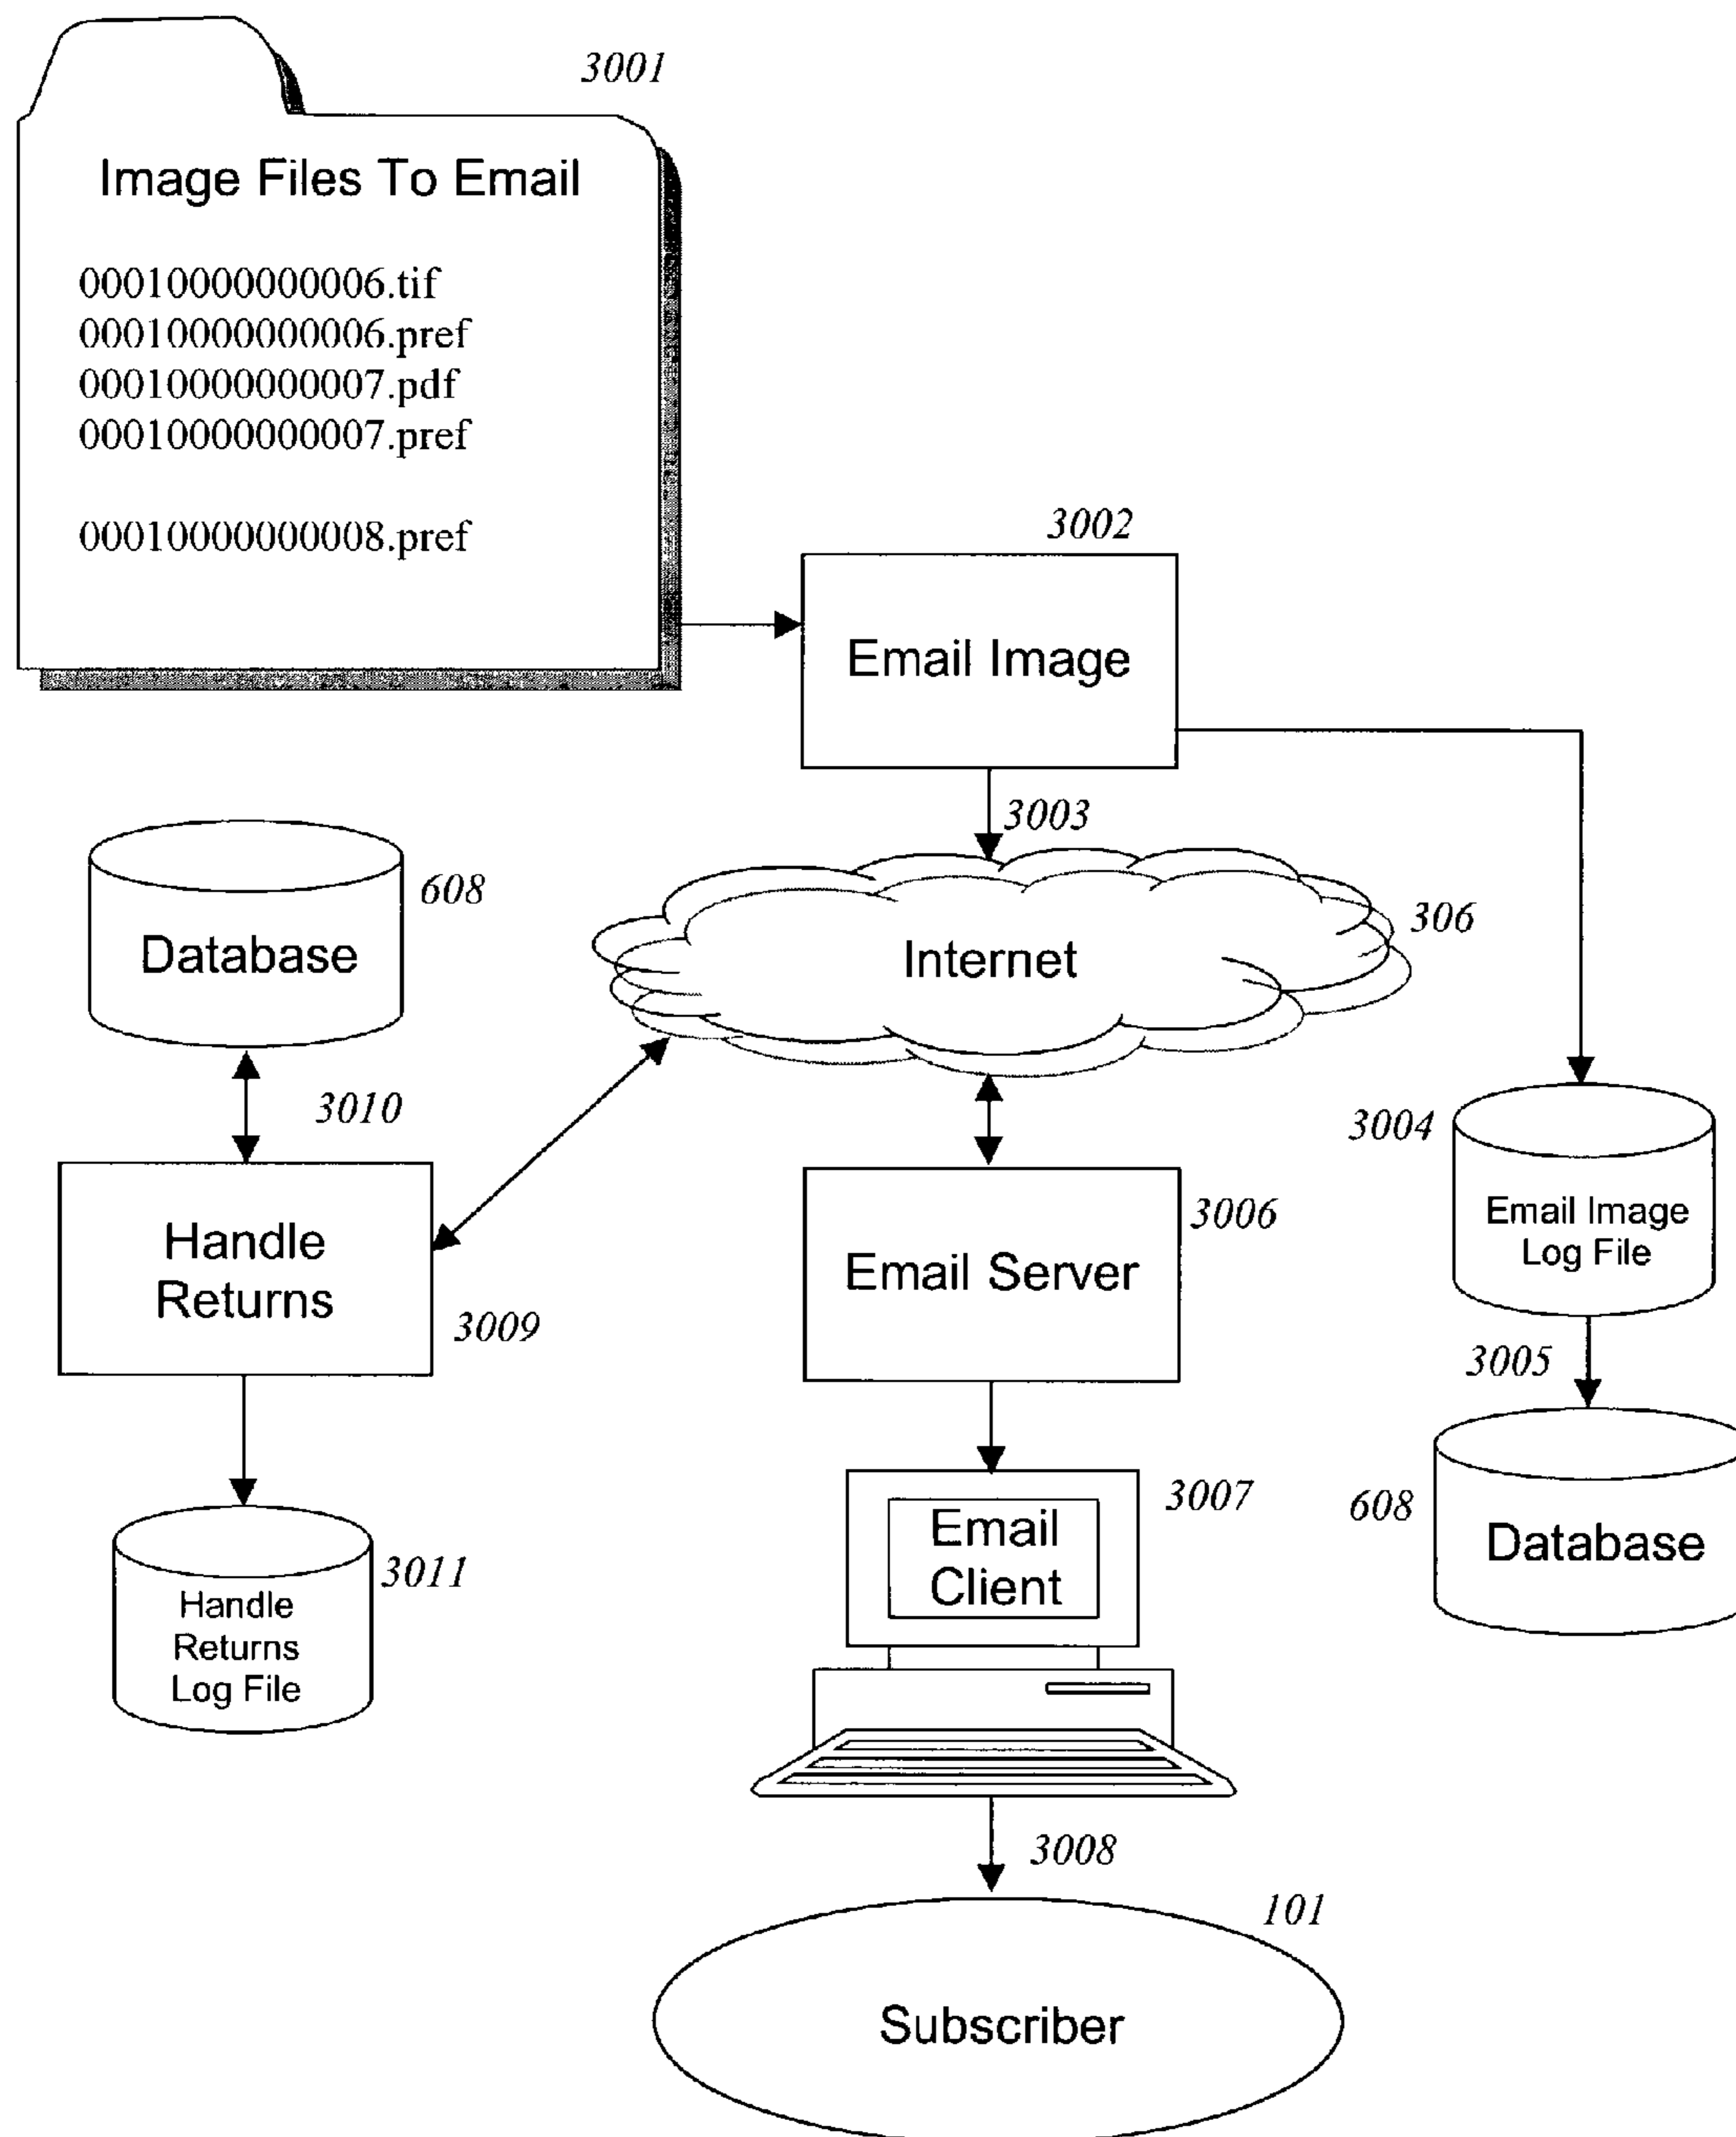 3001
Image Files To Email
00010000000006.tif
00010000000006.pref
00010000000007.pdf
00010000000007.pref
00010000000008.pref
3002
Email Image
3003
Database
608
Internet
306
3010
3004
Email Image
Log File
Handle
Returns
3009
Email Server
3006
3005
3011
Handle
Returns
Log File
Email
Client
3007
608
Database
3008
101
Subscriber